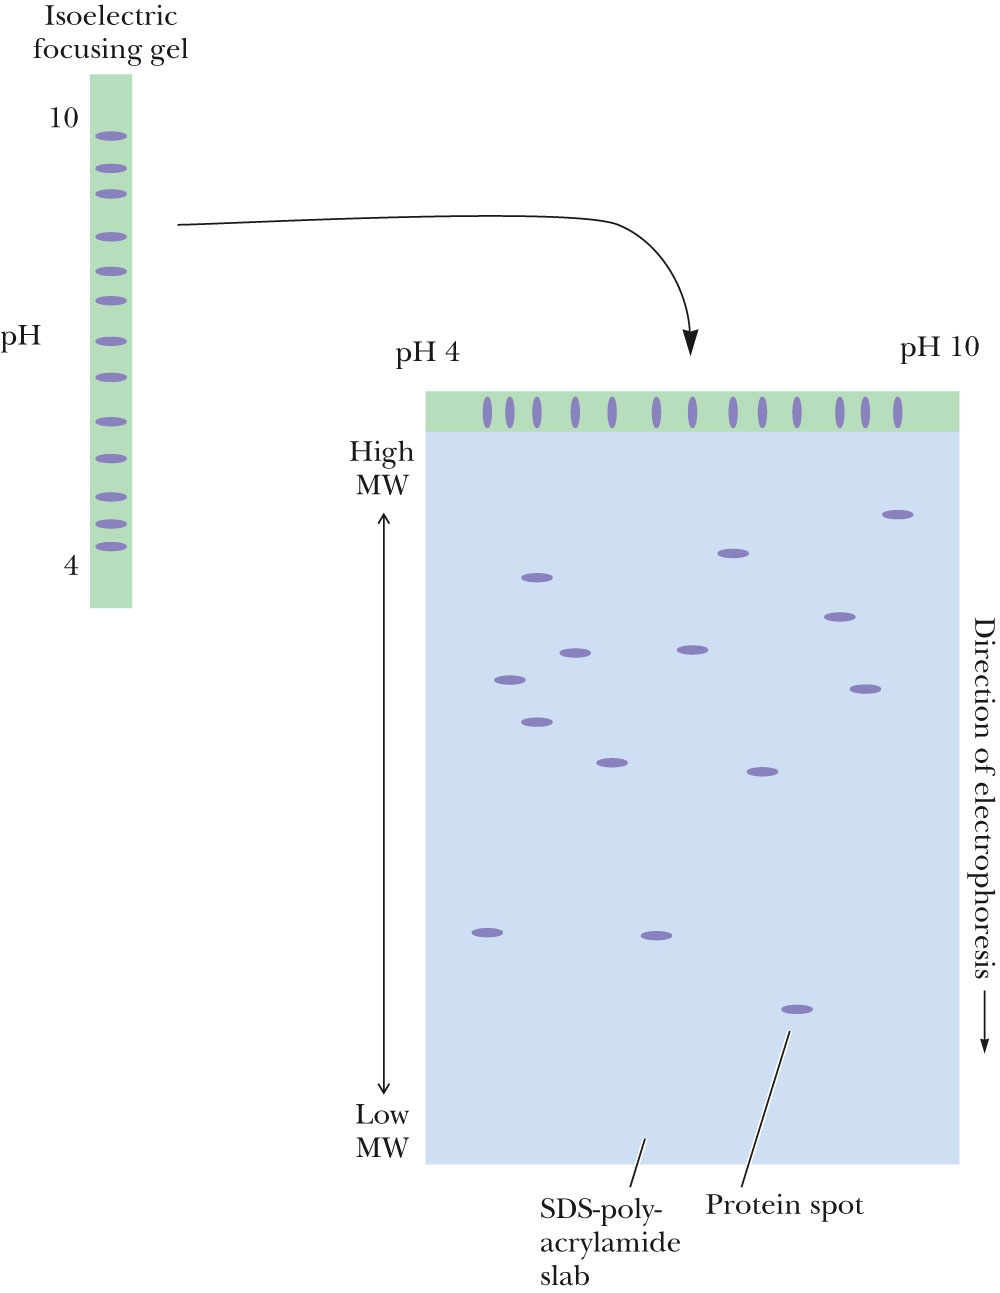 Isoelectric
focusing gel
10
pH
4
pH 4
pH 10
High
MW
Low
MW
Direction of electrophoresis
SDS-poly-
acrylamide
slab
Protein spot